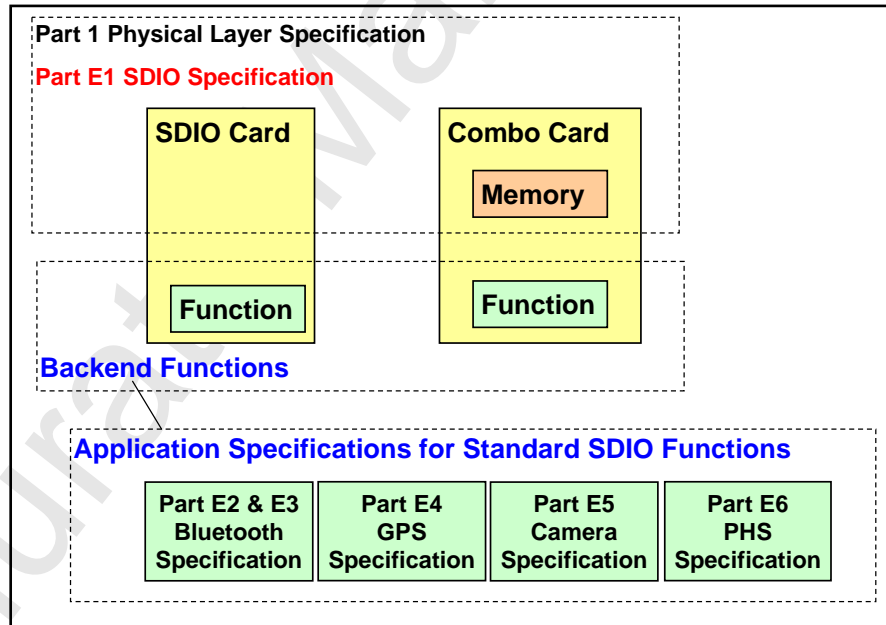 Part 1 Physical Layer Specification
Part E1 SDIO Specification
SDIO Card
Combo Card
Memory
Function
Function
Backend Functions
Application Specifications for Standard SDIO Functions
Part E2 & E3
Bluetooth
Specification
Part E4
GPS
Specification
Part E5
Camera
Specification
Part E6
PHS
Specification